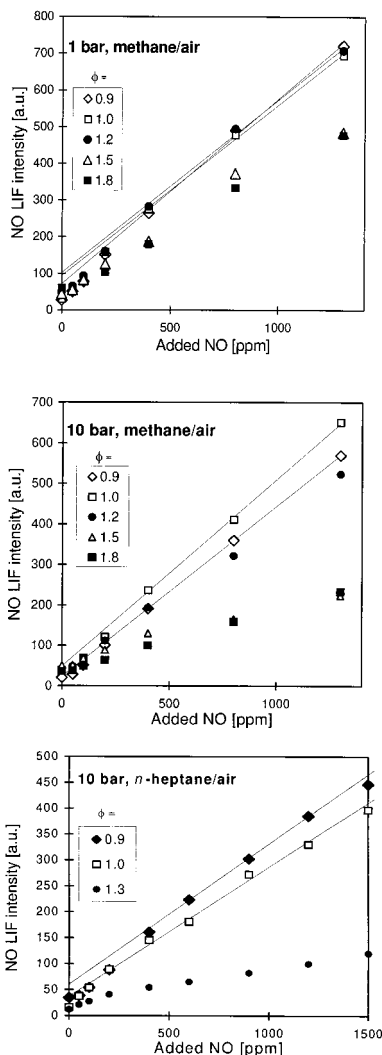 800
1 bar, methane/air
700
ϕ =
600
0.9
1.0
500
1.2
1.5
400
1.8
300
200
100
0
0 500 1000
NO LIF intensity [a.u.]
Added NO [ppm]
700
10 bar, methane/air
600
ϕ =
0.9
500
1.0
1.2
400
1.5
1.8
300
200
100
0
0 500 1000
NO LIF intensity [a.u.]
Added NO [ppm]
500
10 bar, n-heptane/air
450
ϕ =
400
0.9
350
1.0
300
1.3
250
200
150
100
50
0
0 300 600 900 1200 1500
NO LIF intensity [a.u.]
Added NO [ppm]